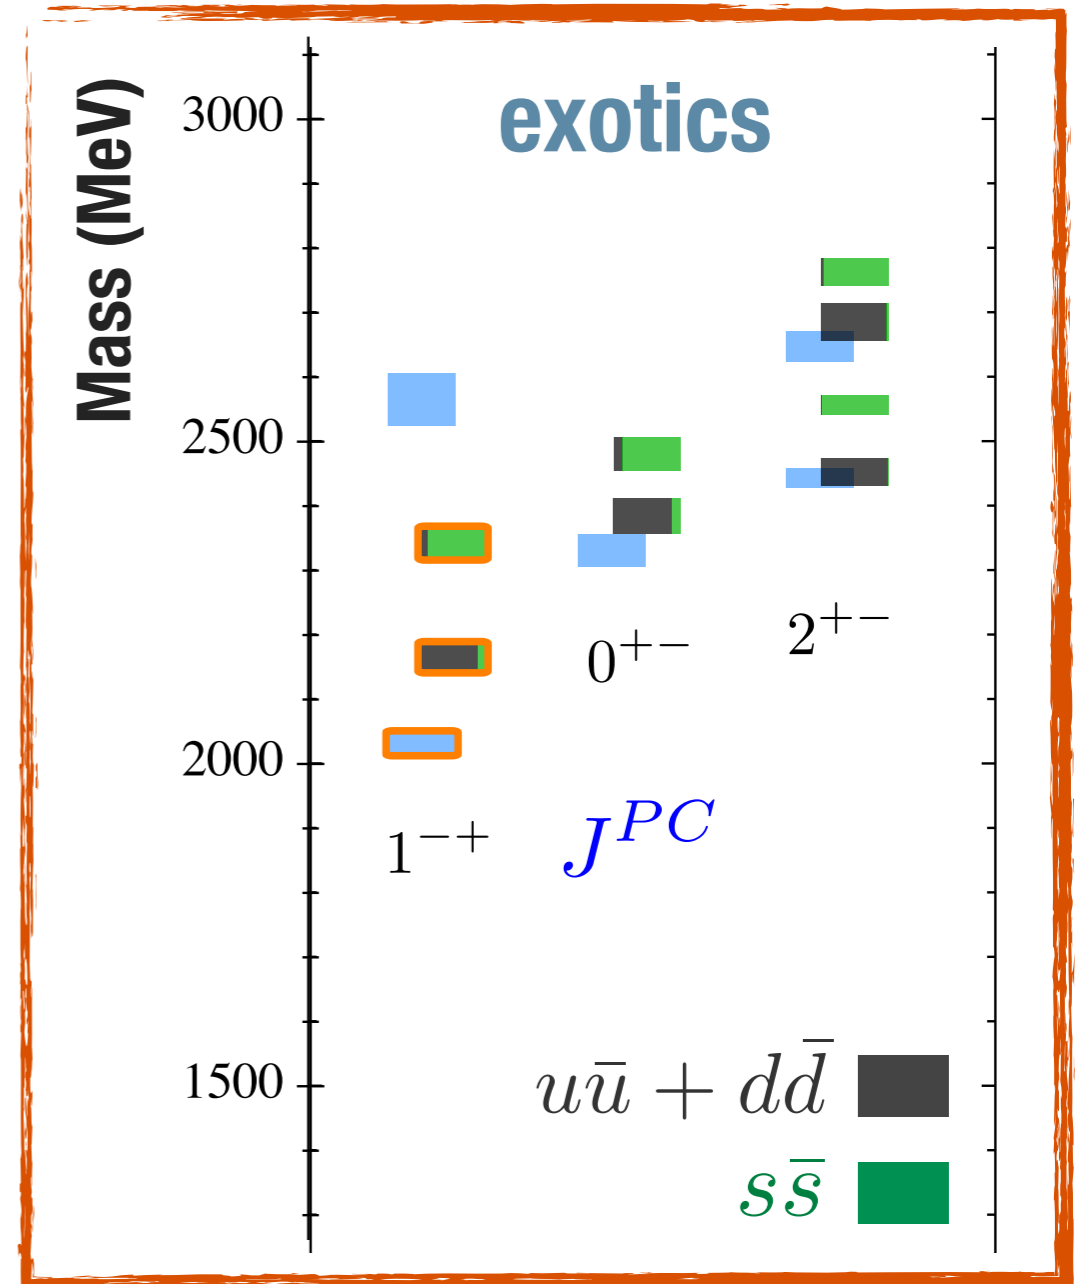 Mass (MeV)
exotics
3000
2500
2000
1500
1⁻⁺
0⁺⁻
2⁺⁻
Jᴾᶜ
uū + dd̄
ss̄